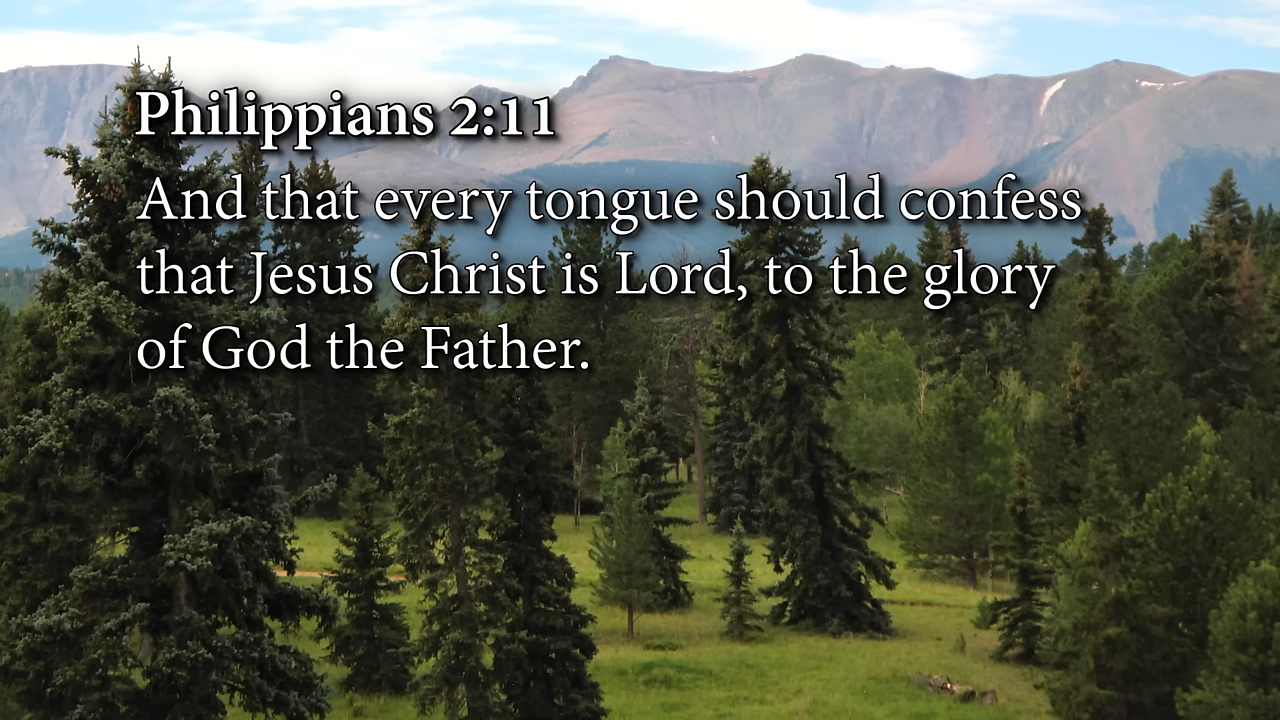 Philippians 2:11
And that every tongue should confess
that Jesus Christ is Lord, to the glory
of God the Father.